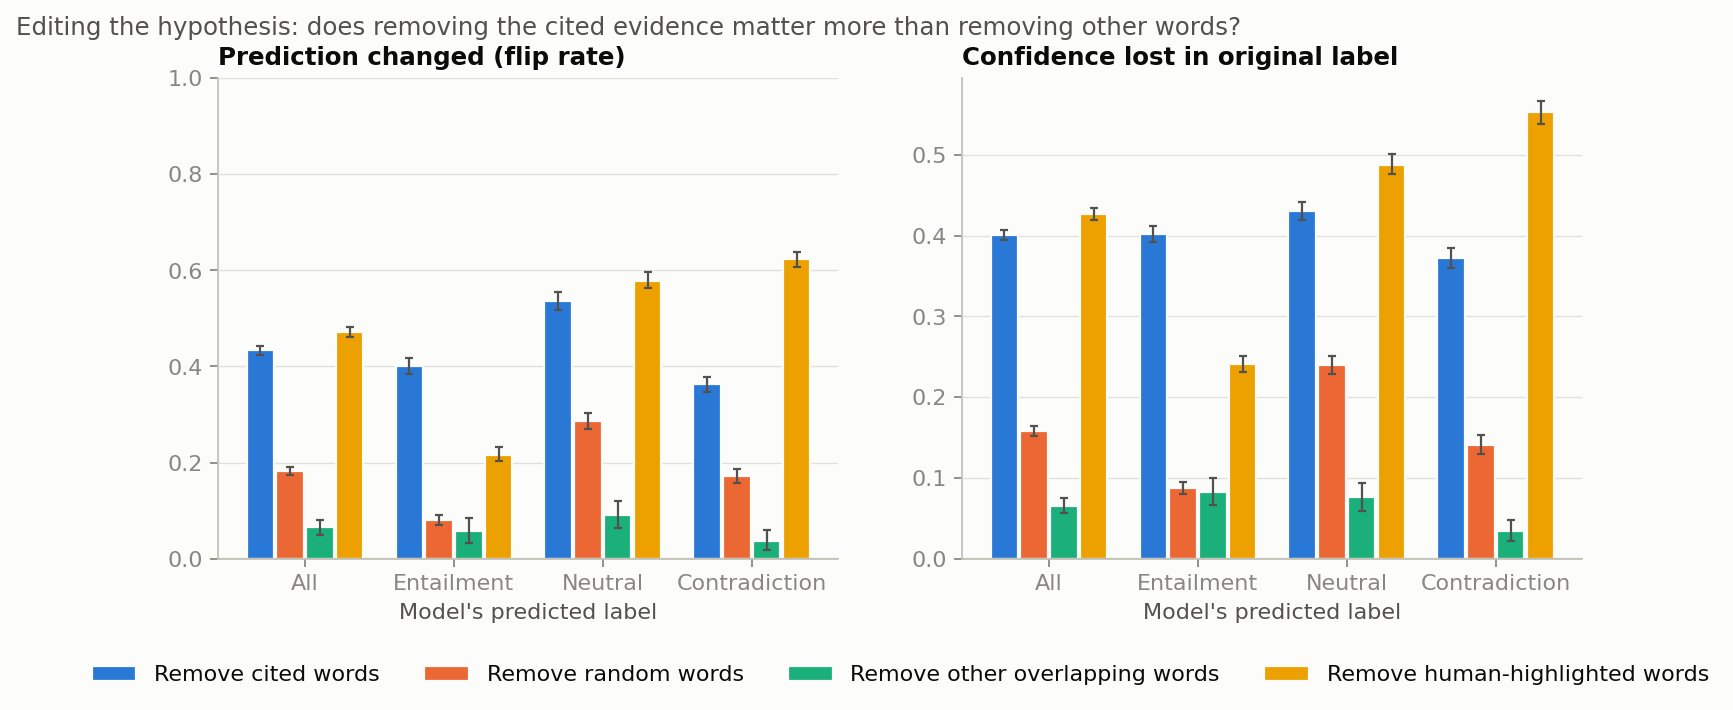 Editing the hypothesis: does removing the cited evidence matter more than removing other words?
Prediction changed (flip rate)
1.0
0.8
0.6
0.4
0.2
0.0
All Entailment Neutral Contradiction
Model's predicted label
Confidence lost in original label
0.5
0.4
0.3
0.2
0.1
0.0
All Entailment Neutral Contradiction
Model's predicted label
Remove cited words Remove random words Remove other overlapping words Remove human-highlighted words